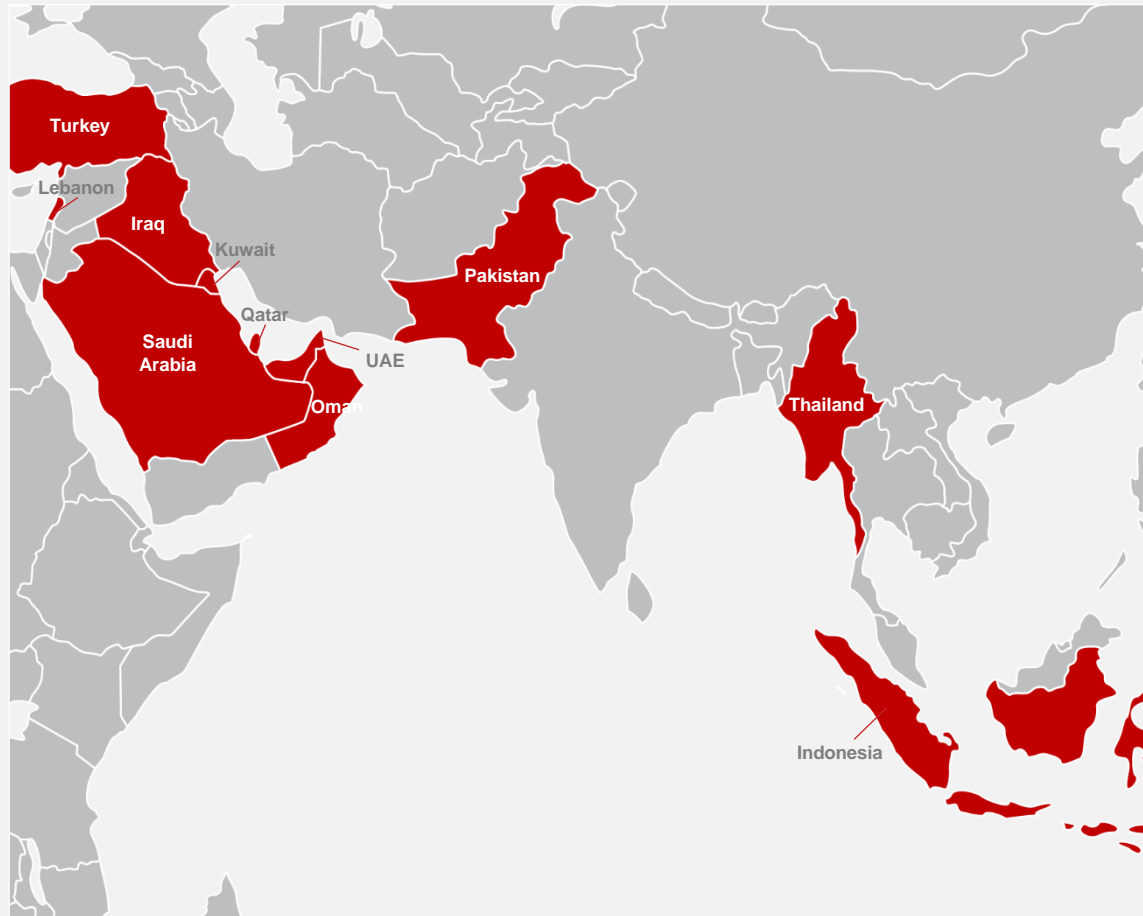 Turkey
Lebanon
Iraq
Kuwait
Pakistan
Qatar
Saudi
Arabia
UAE
Oman
Thailand
Indonesia